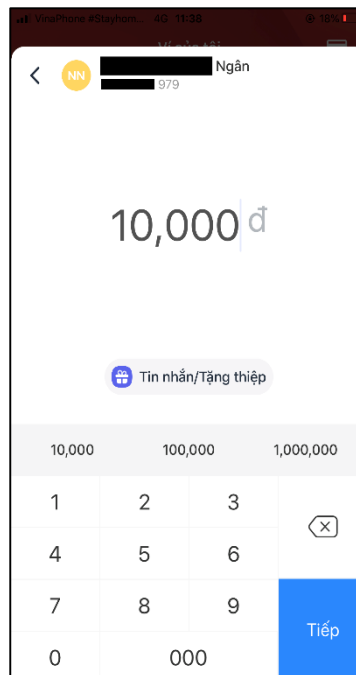 VinaPhone #Stayhom... 4G 11:38 18%
Ví của tôi
NN Ngân
979
10,000 đ
Tin nhắn/Tặng thiệp
10,000 100,000 1,000,000
1 2 3
4 5 6
7 8 9
Tiếp
0 000